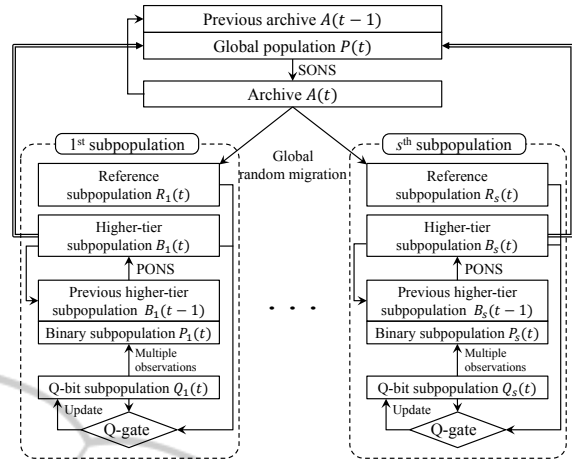 Previous archive A(t − 1)
Global population P(t)
SONS
Archive A(t)
1st subpopulation
Reference
subpopulation R1(t)
Higher-tier
subpopulation B1(t)
PONS
Previous higher-tier
subpopulation B1(t − 1)
Binary subpopulation P1(t)
Multiple
observations
Q-bit subpopulation Q1(t)
Update
Q-gate
Global
random migration
. . .
sth subpopulation
Reference
subpopulation Rs(t)
Higher-tier
subpopulation Bs(t)
PONS
Previous higher-tier
subpopulation Bs(t − 1)
Binary subpopulation Ps(t)
Multiple
observations
Q-bit subpopulation Qs(t)
Update
Q-gate